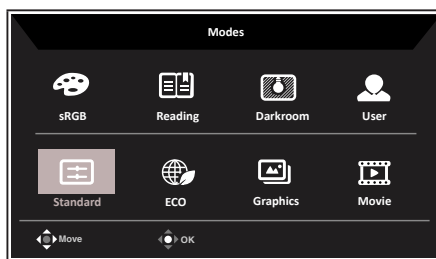 Modes
sRGB Reading Darkroom User
Standard ECO Graphics Movie
Move OK